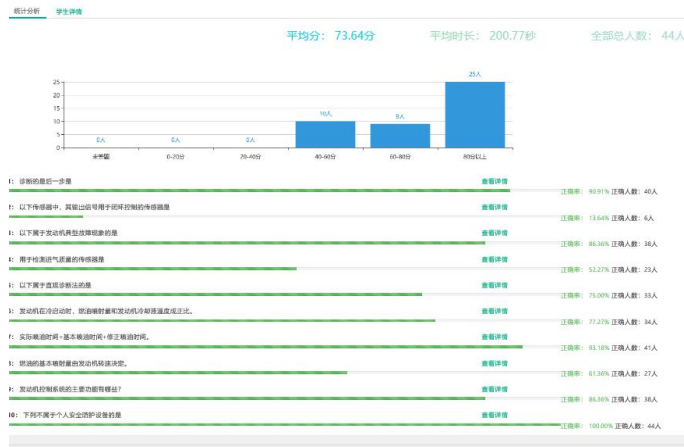 统计分析 学生详情
平均分： 73.64分 平均时长： 200.77秒 全部总人数： 44人
25人
25
20
15
10人
10
9人
5
0人 0人 0人
0
未答题 0-20分 20-40分 40-60分 60-80分 80分以上
1： 诊断的最后一步是 查看详情
正确率： 90.91% 正确人数： 40人
2： 以下传感器中，其输出信号用于闭环控制的传感器是 查看详情
正确率： 13.64% 正确人数： 6人
3： 以下属于发动机典型故障现象的是 查看详情
正确率： 86.36% 正确人数： 38人
4： 用于检测进气质量的传感器是 查看详情
正确率： 52.27% 正确人数： 23人
5： 以下属于直观诊断法的是 查看详情
正确率： 75.00% 正确人数： 33人
6： 发动机在冷启动时，燃油喷射量和发动机冷却液温度成正比。 查看详情
正确率： 77.27% 正确人数： 34人
7： 实际喷油时间=基本喷油时间+修正喷油时间。 查看详情
正确率： 93.18% 正确人数： 41人
8： 燃油的基本喷射量由发动机转速决定。 查看详情
正确率： 61.36% 正确人数： 27人
9： 发动机控制系统的主要功能有哪些? 查看详情
正确率： 86.36% 正确人数： 38人
10： 下列不属于个人安全防护设备的是 查看详情
正确率： 100.00% 正确人数： 44人